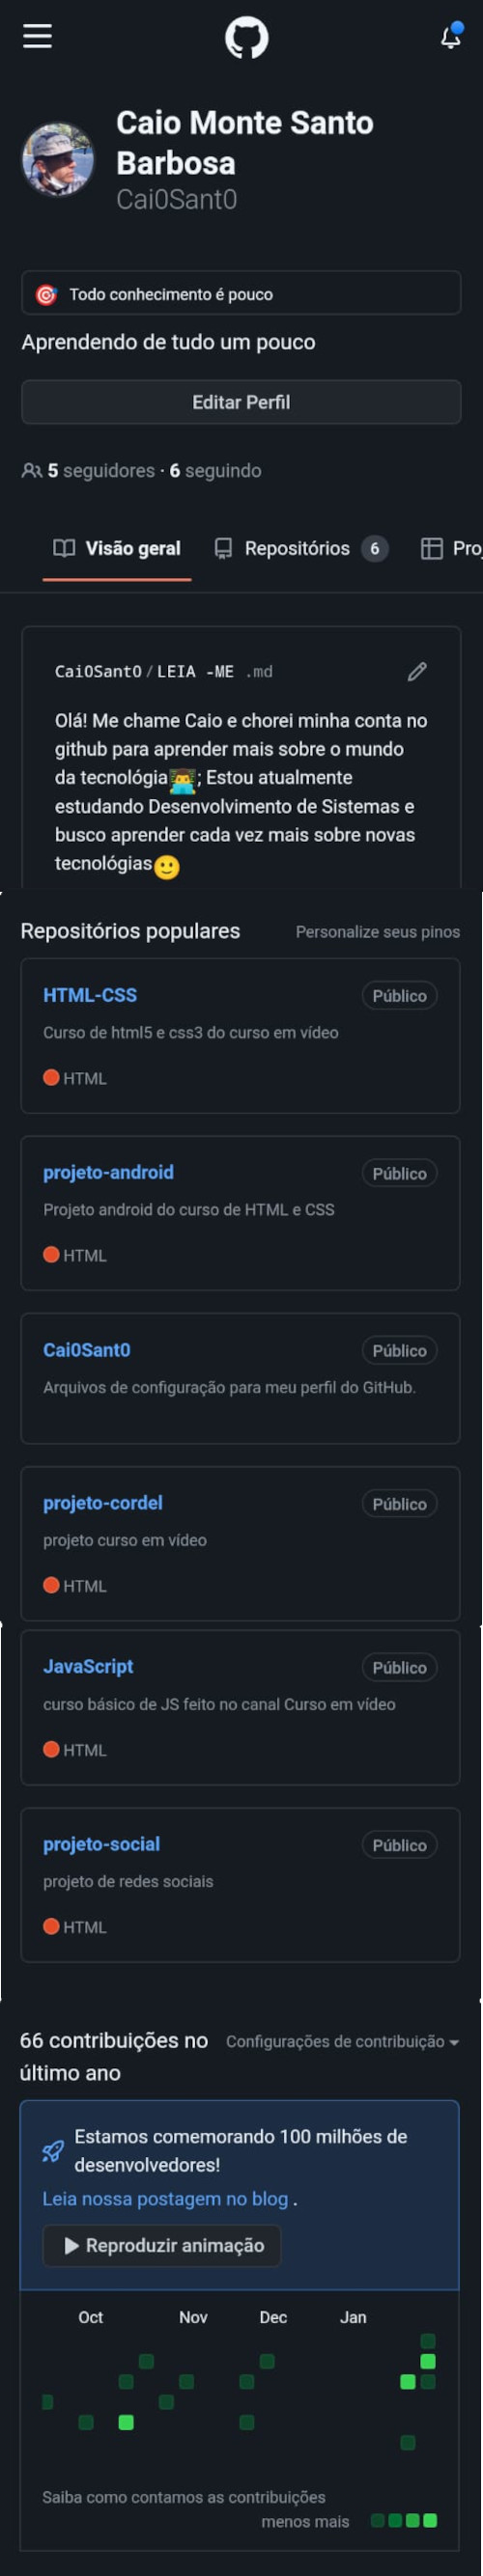 Caio Monte Santo
Barbosa
Cai0Sant0
Todo conhecimento é pouco
Aprendendo de tudo um pouco
Editar Perfil
5 seguidores · 6 seguindo
Visão geral Repositórios 6 Proj
Cai0Sant0 / LEIA -ME .md
Olá! Me chame Caio e chorei minha conta no
github para aprender mais sobre o mundo
da tecnológia👨‍💻; Estou atualmente
estudando Desenvolvimento de Sistemas e
busco aprender cada vez mais sobre novas
tecnológias🙂
Repositórios populares Personalize seus pinos
HTML-CSS Público
Curso de html5 e css3 do curso em vídeo
HTML
projeto-android Público
Projeto android do curso de HTML e CSS
HTML
Cai0Sant0 Público
Arquivos de configuração para meu perfil do GitHub.
projeto-cordel Público
projeto curso em vídeo
HTML
JavaScript Público
curso básico de JS feito no canal Curso em vídeo
HTML
projeto-social Público
projeto de redes sociais
HTML
66 contribuições no Configurações de contribuição
último ano
Estamos comemorando 100 milhões de
desenvolvedores!
Leia nossa postagem no blog .
Reproduzir animação
Oct Nov Dec Jan
Saiba como contamos as contribuições
menos mais